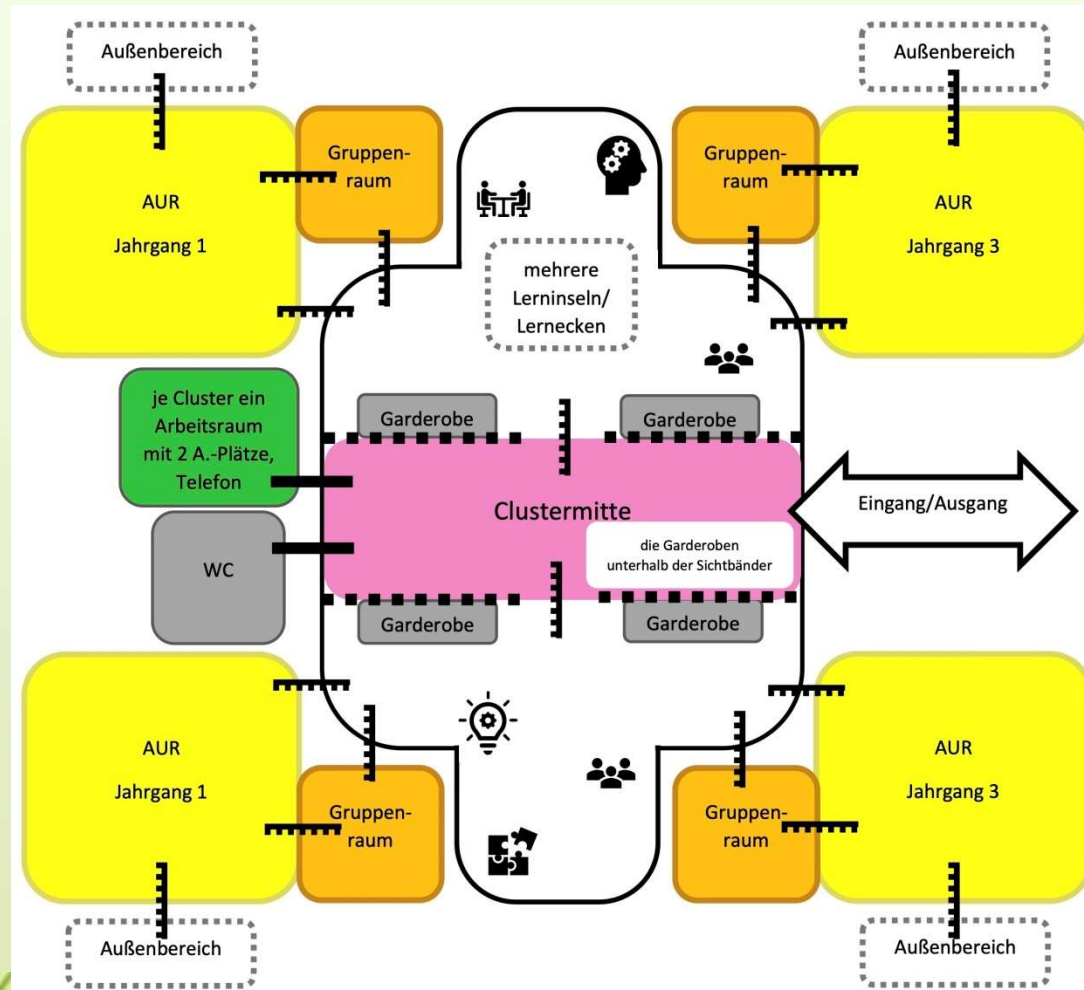 Außenbereich
Außenbereich
AUR
Jahrgang 1
Gruppen-
raum
Gruppen-
raum
AUR
Jahrgang 3
mehrere
Lerninseln/
Lernecken
je Cluster ein
Arbeitsraum
mit 2 A.-Plätze,
Telefon
Garderobe
Garderobe
Clustermitte
Eingang/Ausgang
die Garderoben
unterhalb der Sichtbänder
WC
Garderobe
Garderobe
AUR
Jahrgang 1
Gruppen-
raum
Gruppen-
raum
AUR
Jahrgang 3
Außenbereich
Außenbereich